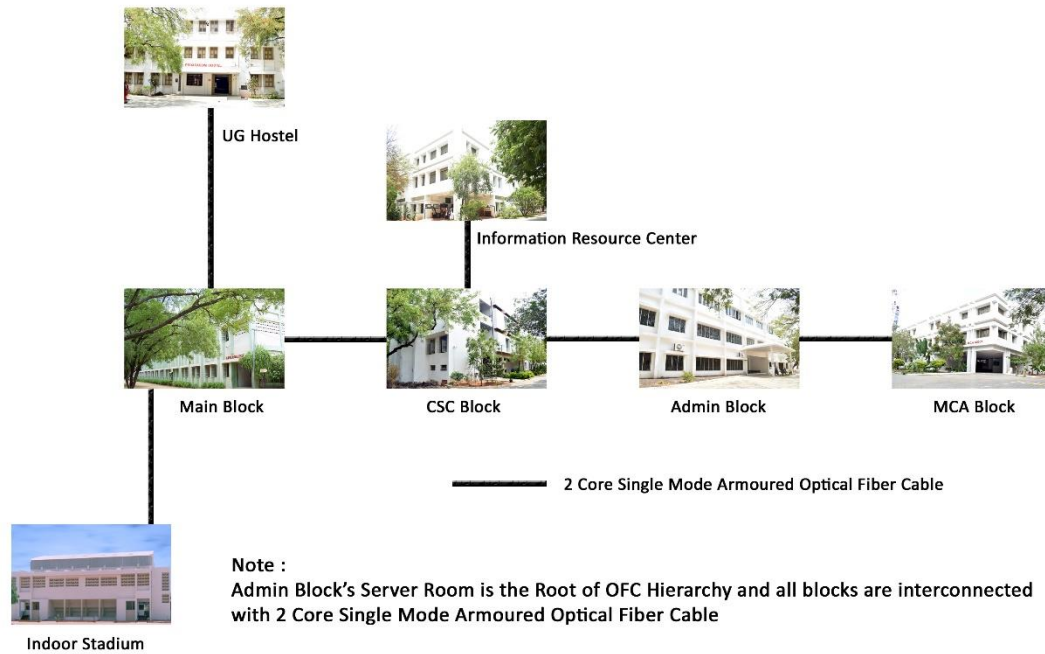 UG Hostel
Information Resource Center
Main Block
CSC Block
Admin Block
MCA Block
2 Core Single Mode Armoured Optical Fiber Cable
Note :
Admin Block's Server Room is the Root of OFC Hierarchy and all blocks are interconnected
with 2 Core Single Mode Armoured Optical Fiber Cable
Indoor Stadium